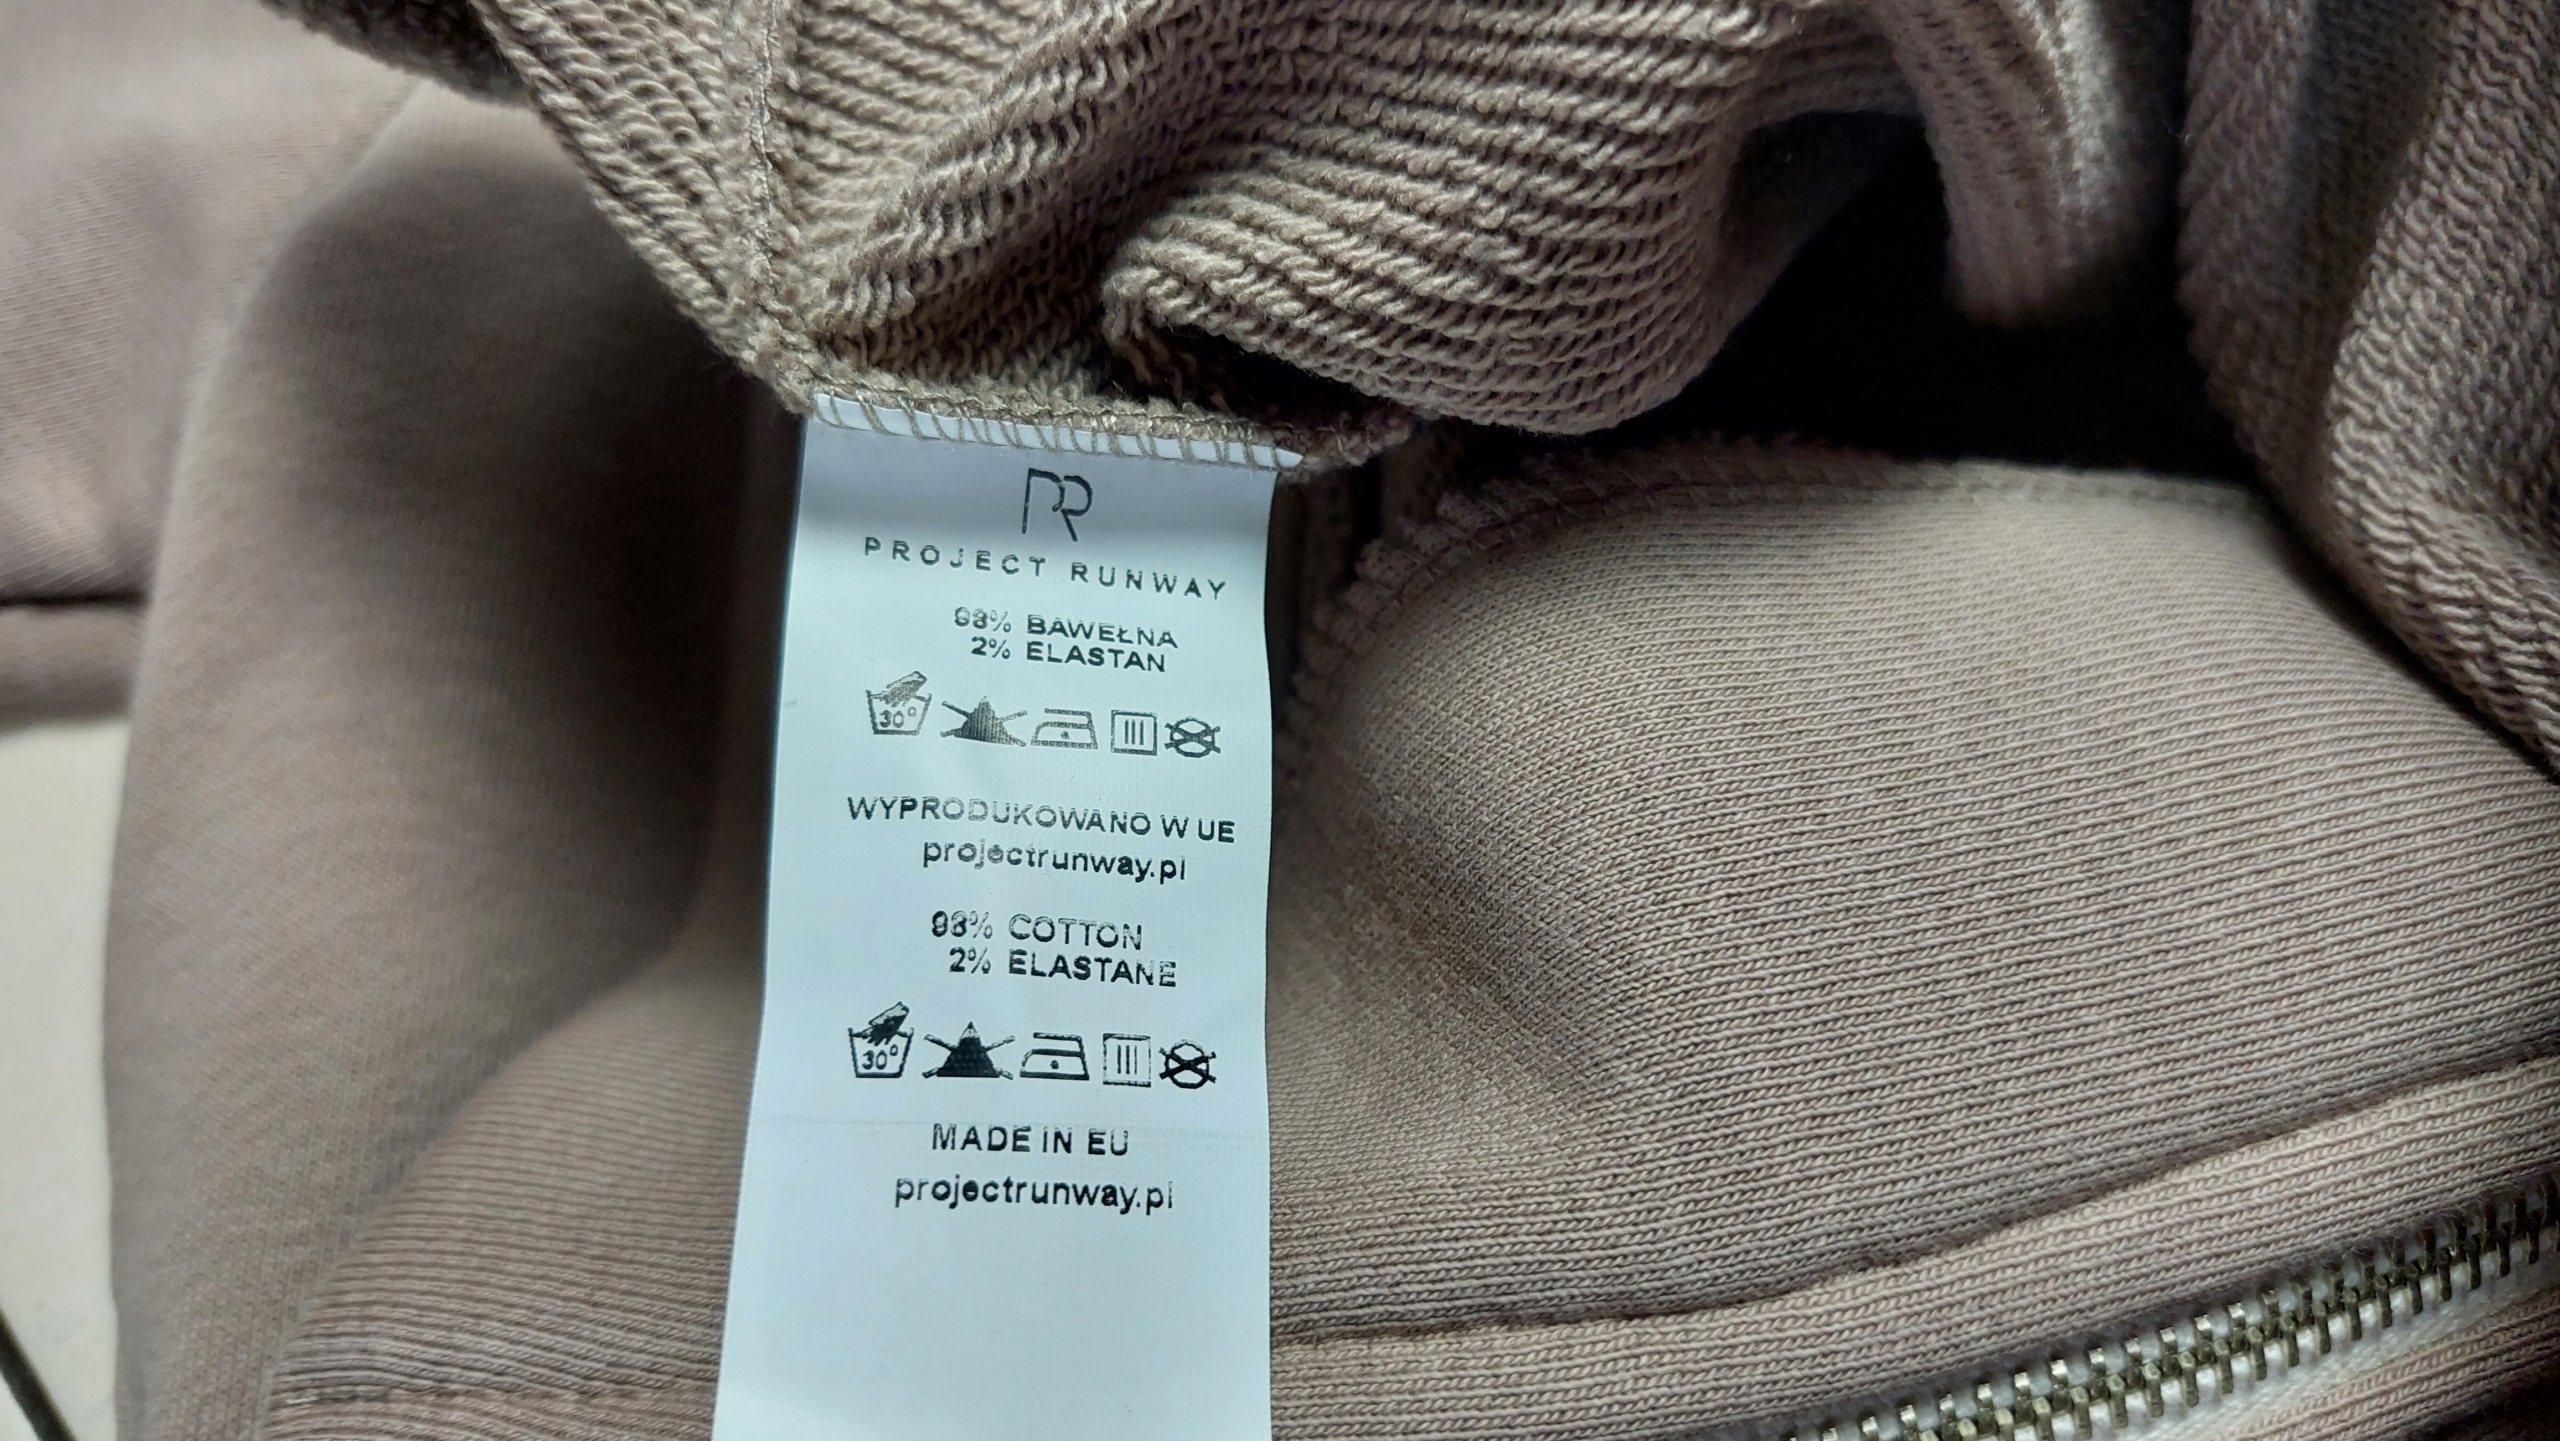 PR
PROJECT RUNWAY
98% BAWEŁNA
2% ELASTAN
30°
WYPRODUKOWANO W UE
projectrunway.pl
98% COTTON
2% ELASTANE
30°
MADE IN EU
projectrunway.pl